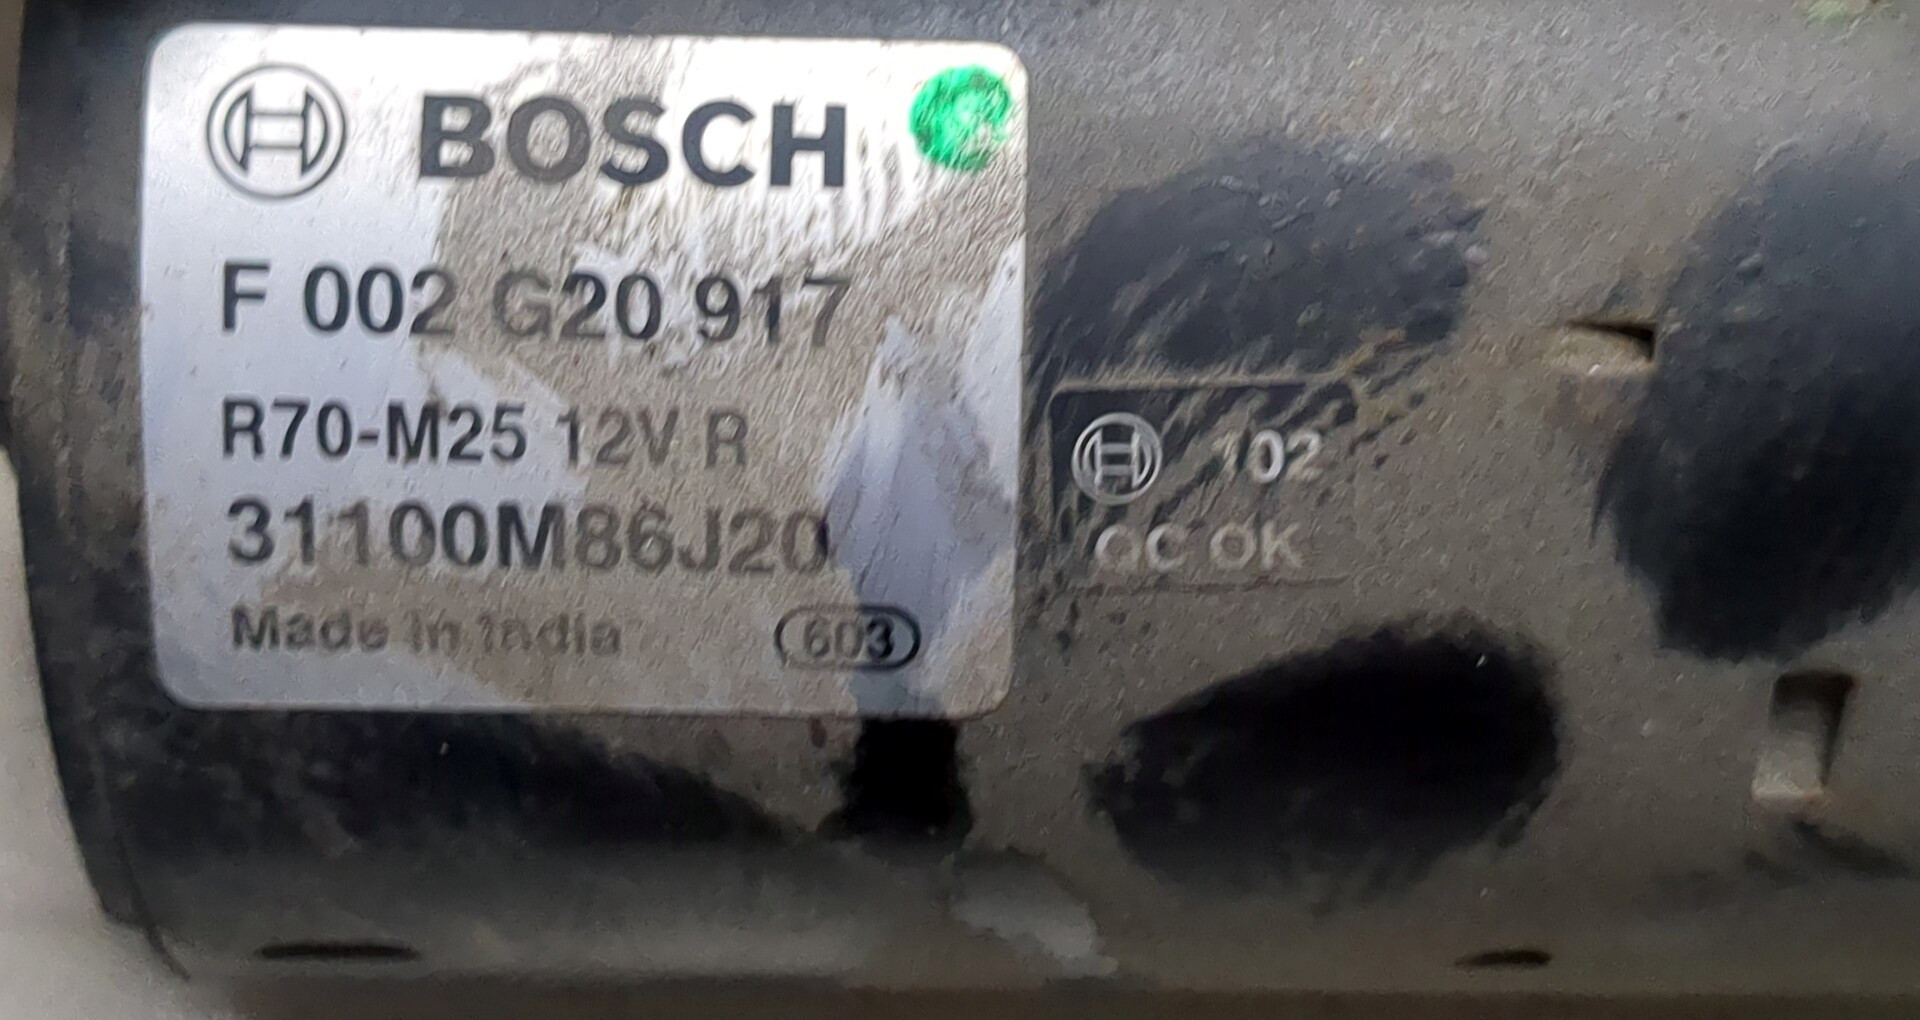 BOSCH
F 002 G20 917
R70-M25 12V R
31100M86J20
Made in India 603
102
QC OK